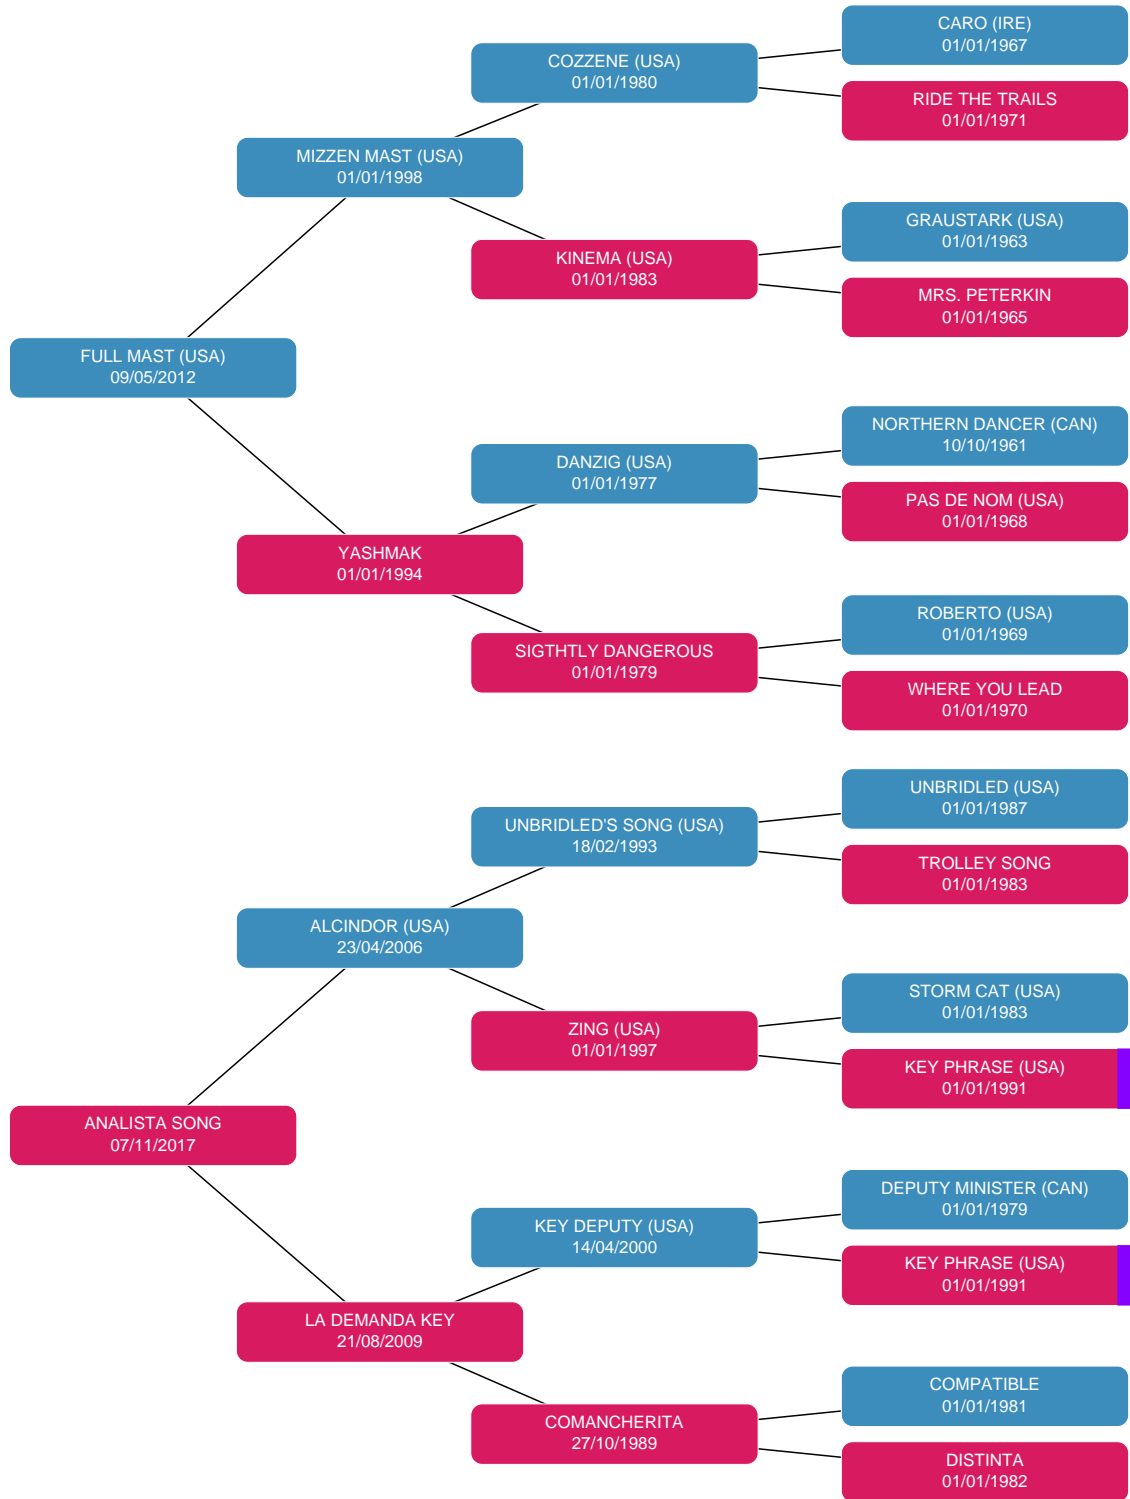 CARO (IRE)
01/01/1967
COZZENE (USA)
01/01/1980
RIDE THE TRAILS
01/01/1971
MIZZEN MAST (USA)
01/01/1998
GRAUSTARK (USA)
01/01/1963
KINEMA (USA)
01/01/1983
MRS. PETERKIN
01/01/1965
FULL MAST (USA)
09/05/2012
NORTHERN DANCER (CAN)
10/10/1961
DANZIG (USA)
01/01/1977
PAS DE NOM (USA)
01/01/1968
YASHMAK
01/01/1994
ROBERTO (USA)
01/01/1969
SIGTHTLY DANGEROUS
01/01/1979
WHERE YOU LEAD
01/01/1970
UNBRIDLED (USA)
01/01/1987
UNBRIDLED'S SONG (USA)
18/02/1993
TROLLEY SONG
01/01/1983
ALCINDOR (USA)
23/04/2006
STORM CAT (USA)
01/01/1983
ZING (USA)
01/01/1997
KEY PHRASE (USA)
01/01/1991
ANALISTA SONG
07/11/2017
DEPUTY MINISTER (CAN)
01/01/1979
KEY DEPUTY (USA)
14/04/2000
KEY PHRASE (USA)
01/01/1991
LA DEMANDA KEY
21/08/2009
COMPATIBLE
01/01/1981
COMANCHERITA
27/10/1989
DISTINTA
01/01/1982